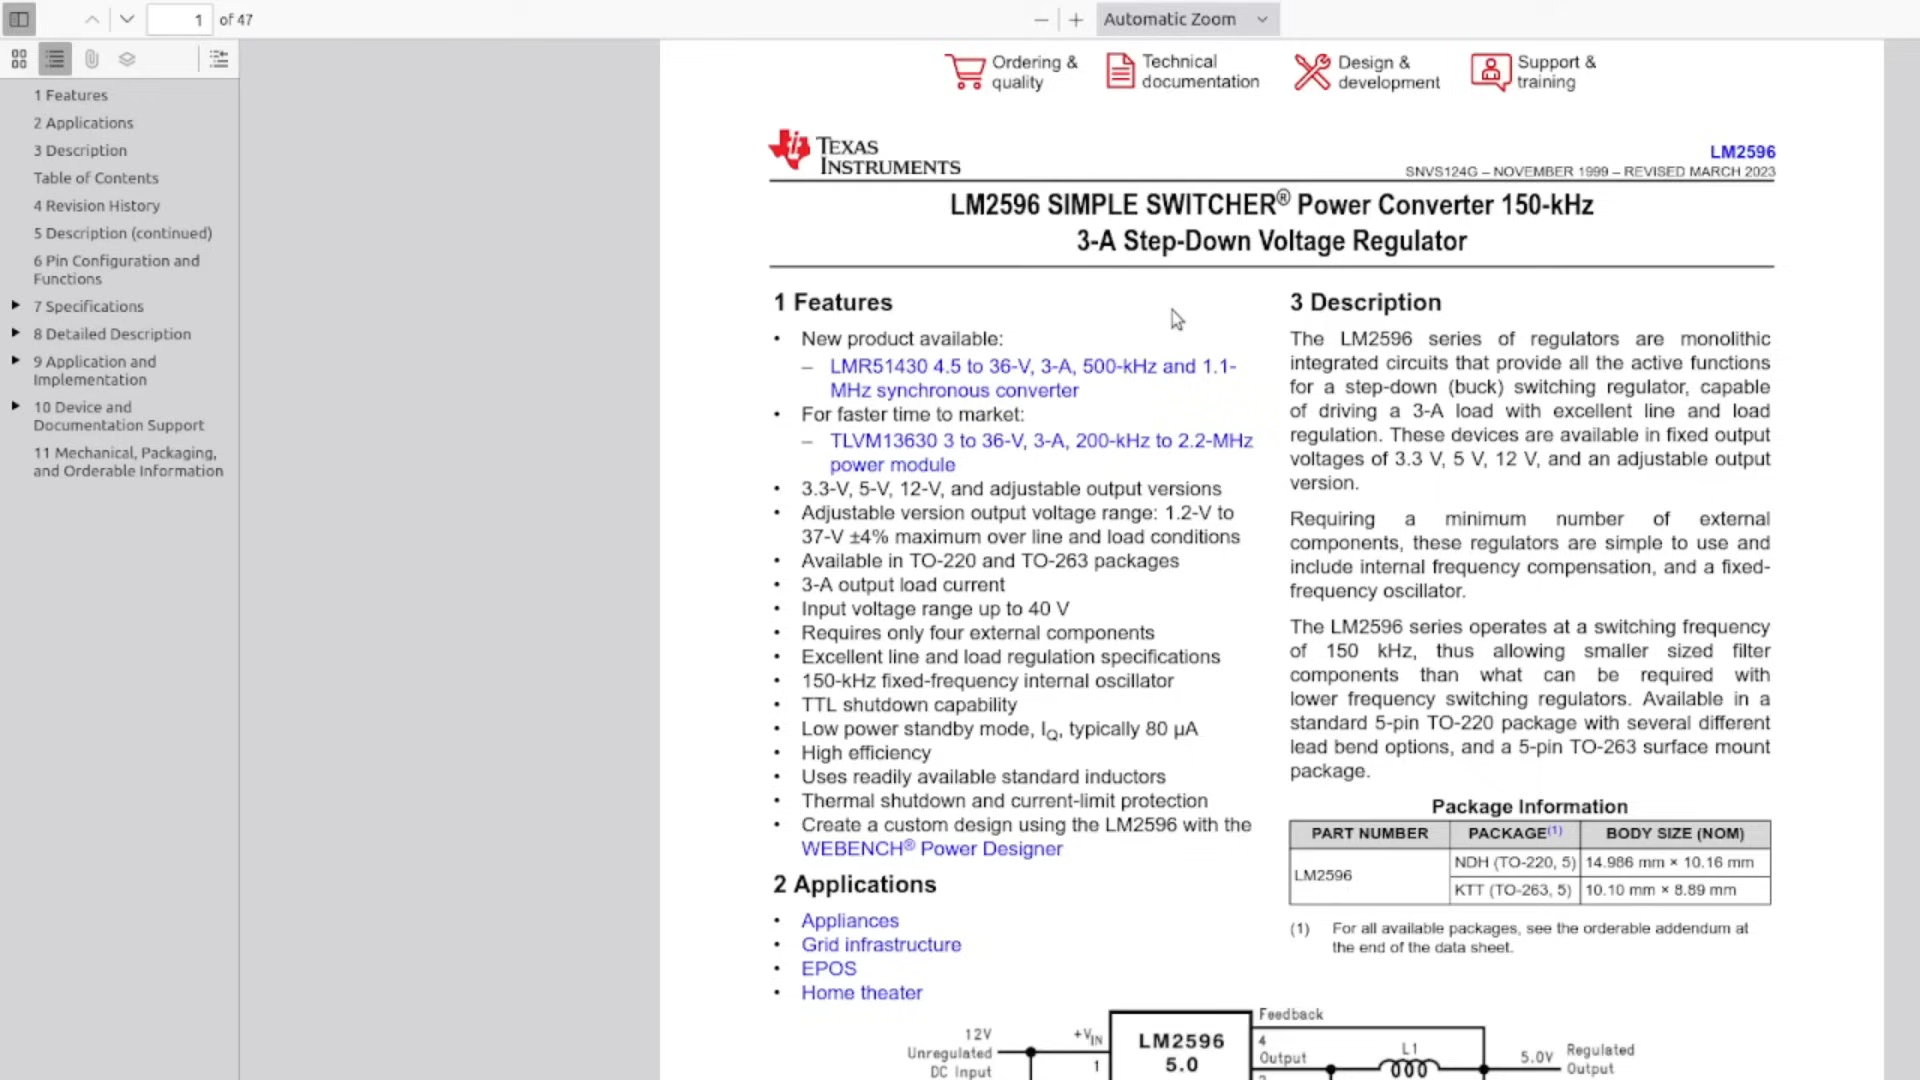 1 of 47
Automatic Zoom
1 Features
2 Applications
3 Description
Table of Contents
4 Revision History
5 Description (continued)
6 Pin Configuration and
Functions
7 Specifications
8 Detailed Description
9 Application and
Implementation
10 Device and
Documentation Support
11 Mechanical, Packaging,
and Orderable Information
Ordering &
quality
Technical
documentation
Design &
development
Support &
training
TEXAS
INSTRUMENTS
LM2596
SNVS124G – NOVEMBER 1999 – REVISED MARCH 2023
LM2596 SIMPLE SWITCHER® Power Converter 150-kHz
3-A Step-Down Voltage Regulator
1 Features
• New product available:
– LMR51430 4.5 to 36-V, 3-A, 500-kHz and 1.1-
MHz synchronous converter
• For faster time to market:
– TLVM13630 3 to 36-V, 3-A, 200-kHz to 2.2-MHz
power module
• 3.3-V, 5-V, 12-V, and adjustable output versions
• Adjustable version output voltage range: 1.2-V to
37-V ±4% maximum over line and load conditions
• Available in TO-220 and TO-263 packages
• 3-A output load current
• Input voltage range up to 40 V
• Requires only four external components
• Excellent line and load regulation specifications
• 150-kHz fixed-frequency internal oscillator
• TTL shutdown capability
• Low power standby mode, IQ, typically 80 μA
• High efficiency
• Uses readily available standard inductors
• Thermal shutdown and current-limit protection
• Create a custom design using the LM2596 with the
WEBENCH® Power Designer
2 Applications
• Appliances
• Grid infrastructure
• EPOS
• Home theater
3 Description
The LM2596 series of regulators are monolithic
integrated circuits that provide all the active functions
for a step-down (buck) switching regulator, capable
of driving a 3-A load with excellent line and load
regulation. These devices are available in fixed output
voltages of 3.3 V, 5 V, 12 V, and an adjustable output
version.
Requiring a minimum number of external
components, these regulators are simple to use and
include internal frequency compensation, and a fixed-
frequency oscillator.
The LM2596 series operates at a switching frequency
of 150 kHz, thus allowing smaller sized filter
components than what can be required with
lower frequency switching regulators. Available in a
standard 5-pin TO-220 package with several different
lead bend options, and a 5-pin TO-263 surface mount
package.
Package Information
PART NUMBER PACKAGE(1) BODY SIZE (NOM)
LM2596
NDH (TO-220, 5) 14.986 mm × 10.16 mm
KTT (TO-263, 5) 10.10 mm × 8.89 mm
(1) For all available packages, see the orderable addendum at
the end of the data sheet.
12V
Unregulated
DC Input
+VIN
1
LM2596
5.0
Feedback
4
Output
L1
5.0V
Regulated
Output